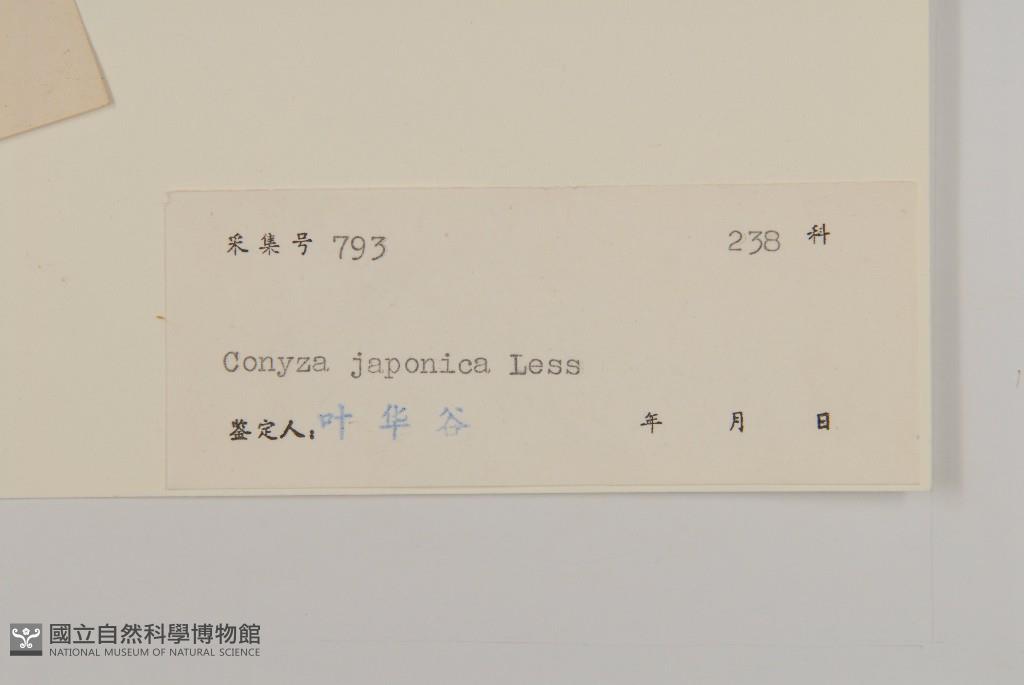 采集号 793 238 科
Conyza japonica Less
鉴定人: 叶华谷 年 月 日
國立自然科學博物館
NATIONAL MUSEUM OF NATURAL SCIENCE